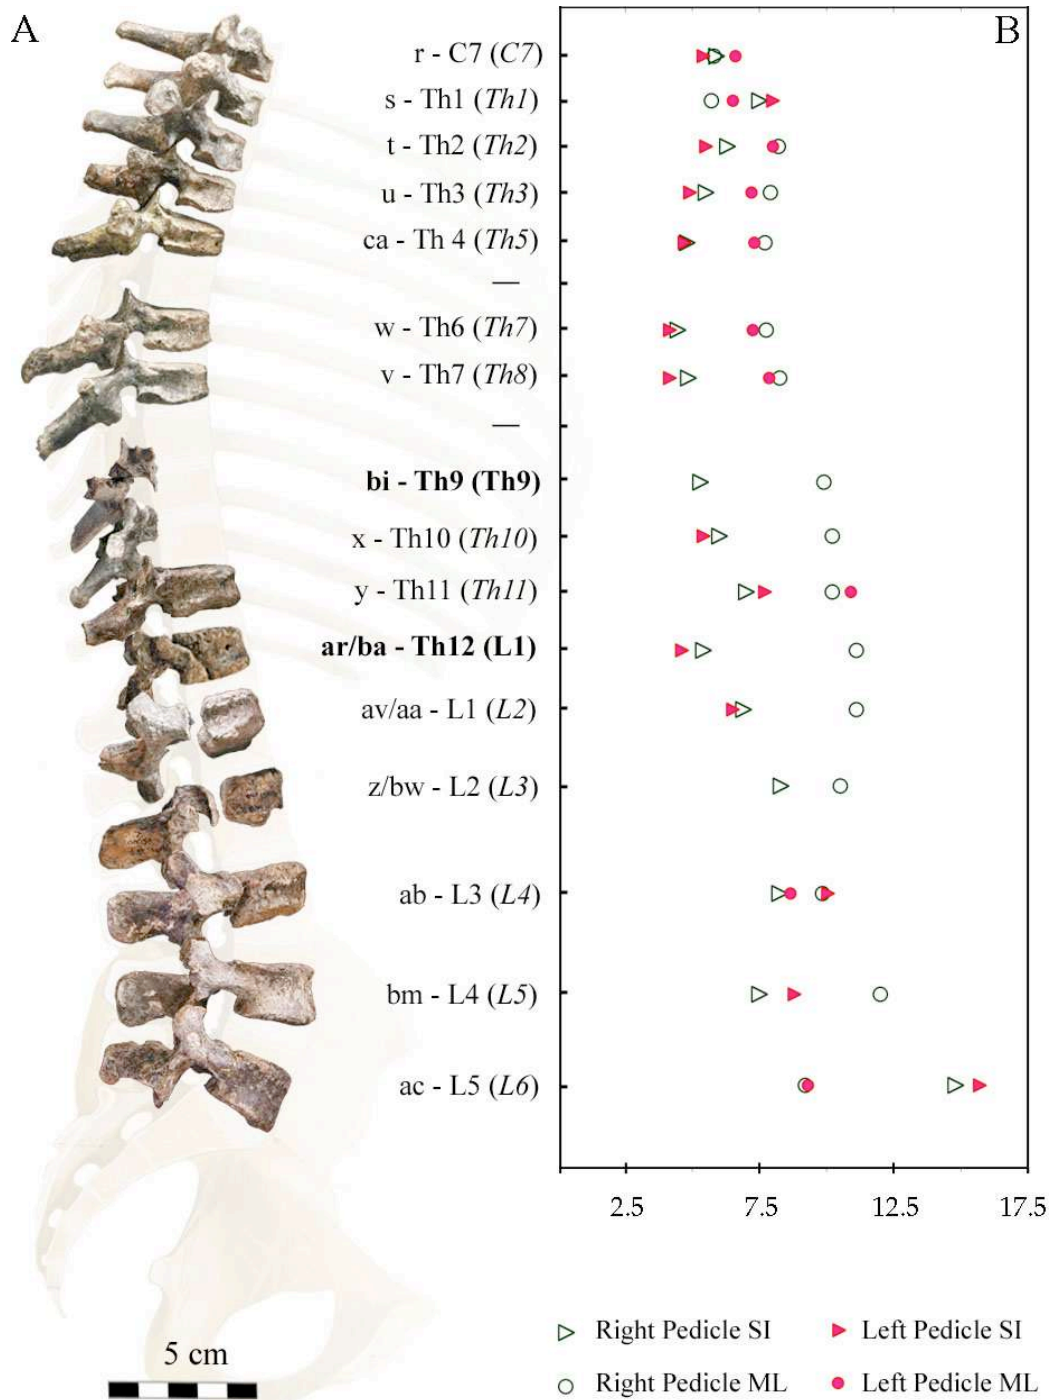 A
B
r - C7 (C7)
s - Th1 (Th1)
t - Th2 (Th2)
u - Th3 (Th3)
ca - Th 4 (Th5)
—
w - Th6 (Th7)
v - Th7 (Th8)
—
bi - Th9 (Th9)
x - Th10 (Th10)
y - Th11 (Th11)
ar/ba - Th12 (L1)
av/aa - L1 (L2)
z/bw - L2 (L3)
ab - L3 (L4)
bm - L4 (L5)
ac - L5 (L6)
2.5 7.5 12.5 17.5
5 cm
Right Pedicle SI Left Pedicle SI
Right Pedicle ML Left Pedicle ML